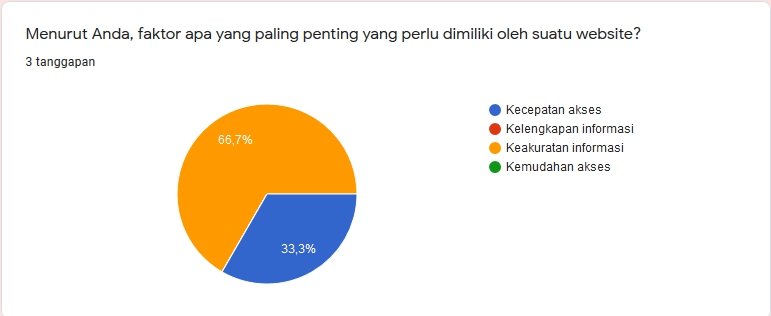 Menurut Anda, faktor apa yang paling penting yang perlu dimiliki oleh suatu website?
3 tanggapan
66,7%
33,3%
Kecepatan akses
Kelengkapan informasi
Keakuratan informasi
Kemudahan akses